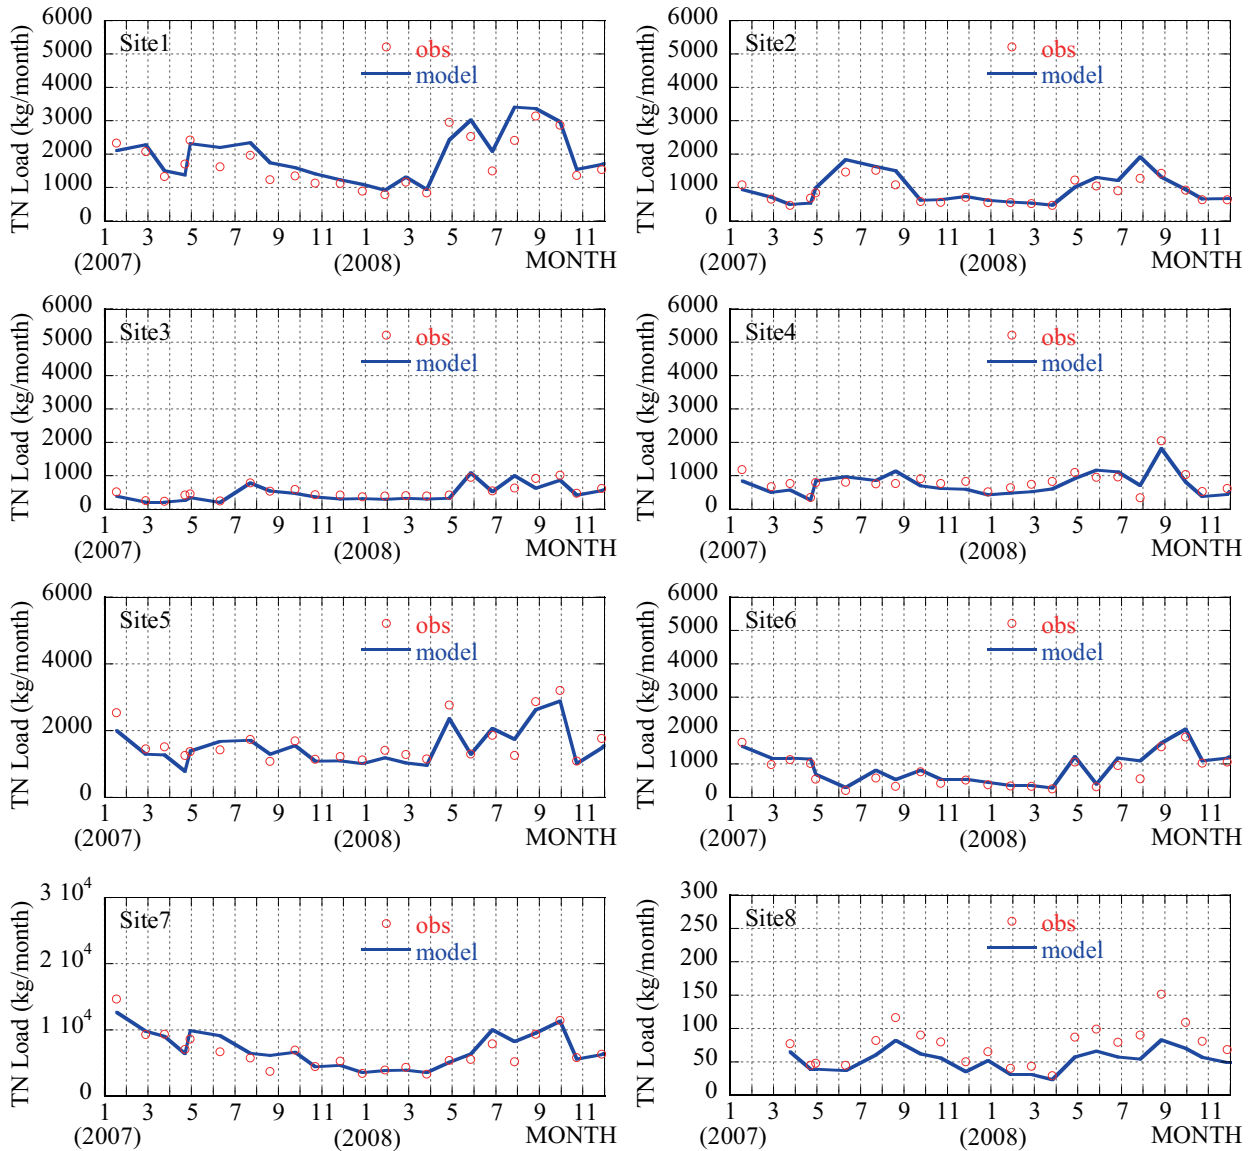 6000
Site1
obs
5000
model
4000
3000
2000
1000
0
TN Load (kg/month)
1 3 5 7 9 11 1 3 5 7 9 11
(2007) (2008) MONTH
6000
Site2
obs
5000
model
4000
3000
2000
1000
0
TN Load (kg/month)
1 3 5 7 9 11 1 3 5 7 9 11
(2007) (2008) MONTH
6000
Site3
obs
5000
model
4000
3000
2000
1000
0
TN Load (kg/month)
1 3 5 7 9 11 1 3 5 7 9 11
(2007) (2008) MONTH
6000
Site4
obs
5000
model
4000
3000
2000
1000
0
TN Load (kg/month)
1 3 5 7 9 11 1 3 5 7 9 11
(2007) (2008) MONTH
6000
Site5
obs
model
4000
2000
0
TN Load (kg/month)
1 3 5 7 9 11 1 3 5 7 9 11
(2007) (2008) MONTH
6000
Site6
obs
5000
model
4000
3000
2000
1000
0
TN Load (kg/month)
1 3 5 7 9 11 1 3 5 7 9 11
(2007) (2008) MONTH
3 10⁴
Site7
obs
model
2 10⁴
1 10⁴
0
TN Load (kg/month)
1 3 5 7 9 11 1 3 5 7 9 11
(2007) (2008) MONTH
300
Site8
obs
250
model
200
150
100
50
0
TN Load (kg/month)
1 3 5 7 9 11 1 3 5 7 9 11
(2007) (2008) MONTH